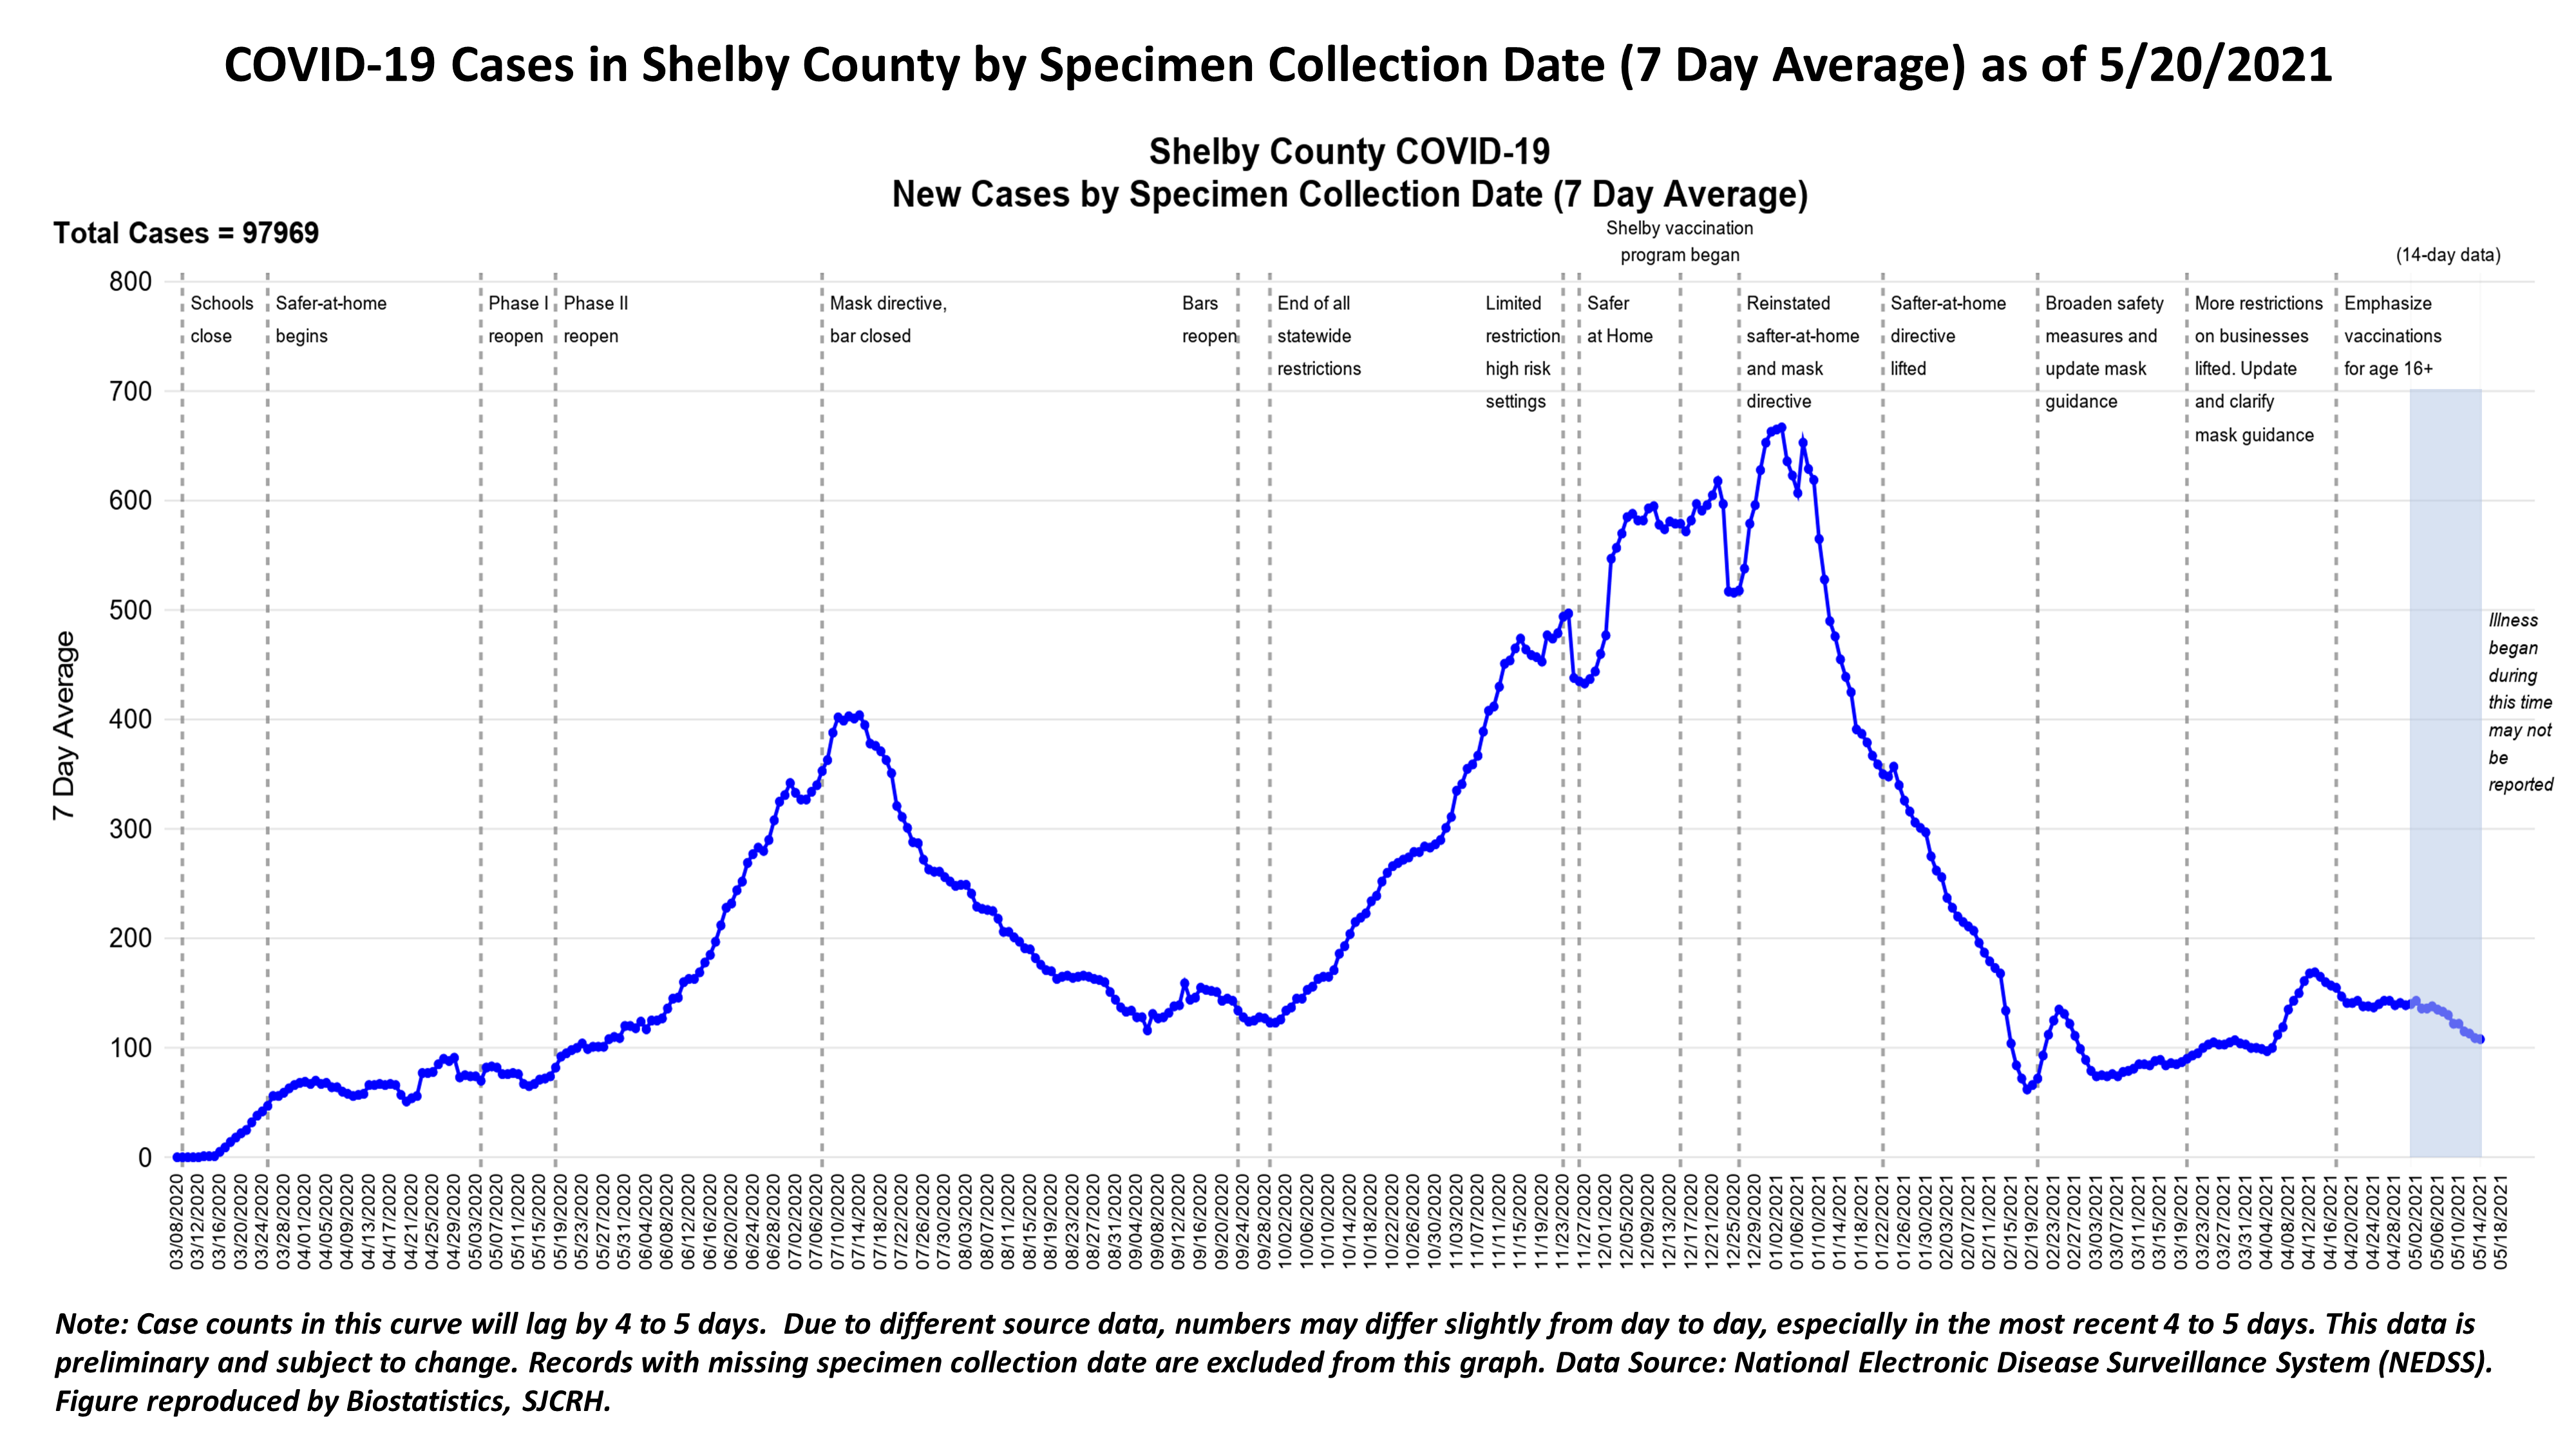 COVID-19 Cases in Shelby County by Specimen Collection Date (7 Day Average) as of 5/20/2021
Shelby County COVID-19
New Cases by Specimen Collection Date (7 Day Average)
Total Cases = 97969
Shelby vaccination
program began
(14-day data)
800
700
600
500
400
300
200
100
0
7 Day Average
Schools
close
Safer-at-home
begins
Phase I
reopen
Phase II
reopen
Mask directive,
bar closed
Bars
reopen
End of all
statewide
restrictions
Limited
restriction
high risk
settings
Safer
at Home
Reinstated
safter-at-home
and mask
directive
Safter-at-home
directive
lifted
Broaden safety
measures and
update mask
guidance
More restrictions
on businesses
lifted. Update
and clarify
mask guidance
Emphasize
vaccinations
for age 16+
Illness
began
during
this time
may not
be
reported
03/08/2020
03/12/2020
03/16/2020
03/20/2020
03/24/2020
03/28/2020
04/01/2020
04/05/2020
04/09/2020
04/13/2020
04/17/2020
04/21/2020
04/25/2020
04/29/2020
05/03/2020
05/07/2020
05/11/2020
05/15/2020
05/19/2020
05/23/2020
05/27/2020
05/31/2020
06/04/2020
06/08/2020
06/12/2020
06/16/2020
06/20/2020
06/24/2020
06/28/2020
07/02/2020
07/06/2020
07/10/2020
07/14/2020
07/18/2020
07/22/2020
07/26/2020
07/30/2020
08/03/2020
08/07/2020
08/11/2020
08/15/2020
08/19/2020
08/23/2020
08/27/2020
08/31/2020
09/04/2020
09/08/2020
09/12/2020
09/16/2020
09/20/2020
09/24/2020
09/28/2020
10/02/2020
10/06/2020
10/10/2020
10/14/2020
10/18/2020
10/22/2020
10/26/2020
10/30/2020
11/03/2020
11/07/2020
11/11/2020
11/15/2020
11/19/2020
11/23/2020
11/27/2020
12/01/2020
12/05/2020
12/09/2020
12/13/2020
12/17/2020
12/21/2020
12/25/2020
12/29/2020
01/02/2021
01/06/2021
01/10/2021
01/14/2021
01/18/2021
01/22/2021
01/26/2021
01/30/2021
02/03/2021
02/07/2021
02/11/2021
02/15/2021
02/19/2021
02/23/2021
02/27/2021
03/03/2021
03/07/2021
03/11/2021
03/15/2021
03/19/2021
03/23/2021
03/27/2021
03/31/2021
04/04/2021
04/08/2021
04/12/2021
04/16/2021
04/20/2021
04/24/2021
04/28/2021
05/02/2021
05/06/2021
05/10/2021
05/14/2021
05/18/2021
Note: Case counts in this curve will lag by 4 to 5 days. Due to different source data, numbers may differ slightly from day to day, especially in the most recent 4 to 5 days. This data is
preliminary and subject to change. Records with missing specimen collection date are excluded from this graph. Data Source: National Electronic Disease Surveillance System (NEDSS).
Figure reproduced by Biostatistics, SJCRH.